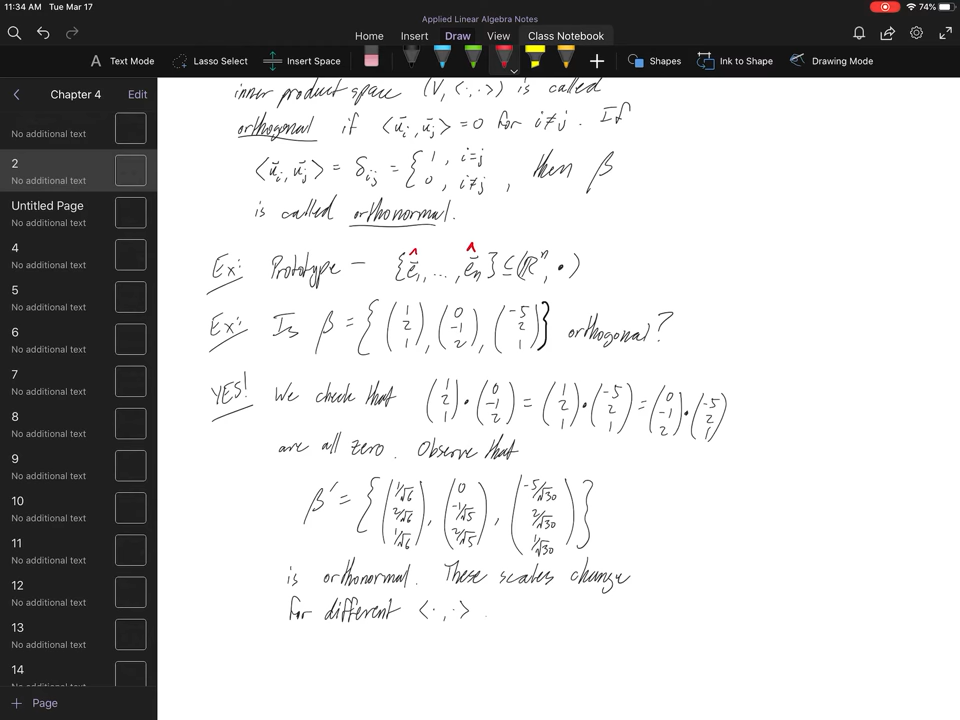 11:34 AM Tue Mar 17
74%
Applied Linear Algebra Notes
Home Insert Draw View Class Notebook
Text Mode Lasso Select Insert Space Shapes Ink to Shape Drawing Mode
Chapter 4 Edit
No additional text
2
No additional text
Untitled Page
No additional text
4
No additional text
5
No additional text
6
No additional text
7
No additional text
8
No additional text
9
No additional text
10
No additional text
11
No additional text
12
No additional text
13
No additional text
14
No additional text
+ Page
inner product space (V, <·,·>) is called
orthogonal if <u⃗ᵢ, u⃗ⱼ> = 0 for i≠j. If
<u⃗ᵢ, u⃗ⱼ> = δᵢⱼ = { 1, i=j ; 0, i≠j , then β
is called orthonormal.
Ex: Prototype – {ê₁, ..., êₙ} ⊆ (ℝⁿ, •)
Ex: Is β = { (1 2 1), (0 -1 2), (-5 2 1) } orthogonal?
YES! We check that (1 2 1) • (0 -1 2) = (1 2 1) • (-5 2 1) = (0 -1 2) • (-5 2 1)
are all zero. Observe that
β' = { (1/√6 2/√6 1/√6), (0 -1/√5 2/√5), (-5/√30 2/√30 1/√30) }
is orthonormal. These scales change
for different <·,·>.